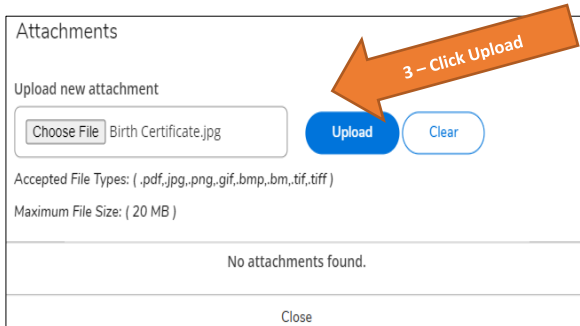 Attachments
3 – Click Upload
Upload new attachment
Choose File Birth Certificate.jpg Upload Clear
Accepted File Types: ( .pdf,.jpg,.png,.gif,.bmp,.bm,.tif,.tiff )
Maximum File Size: ( 20 MB )
No attachments found.
Close